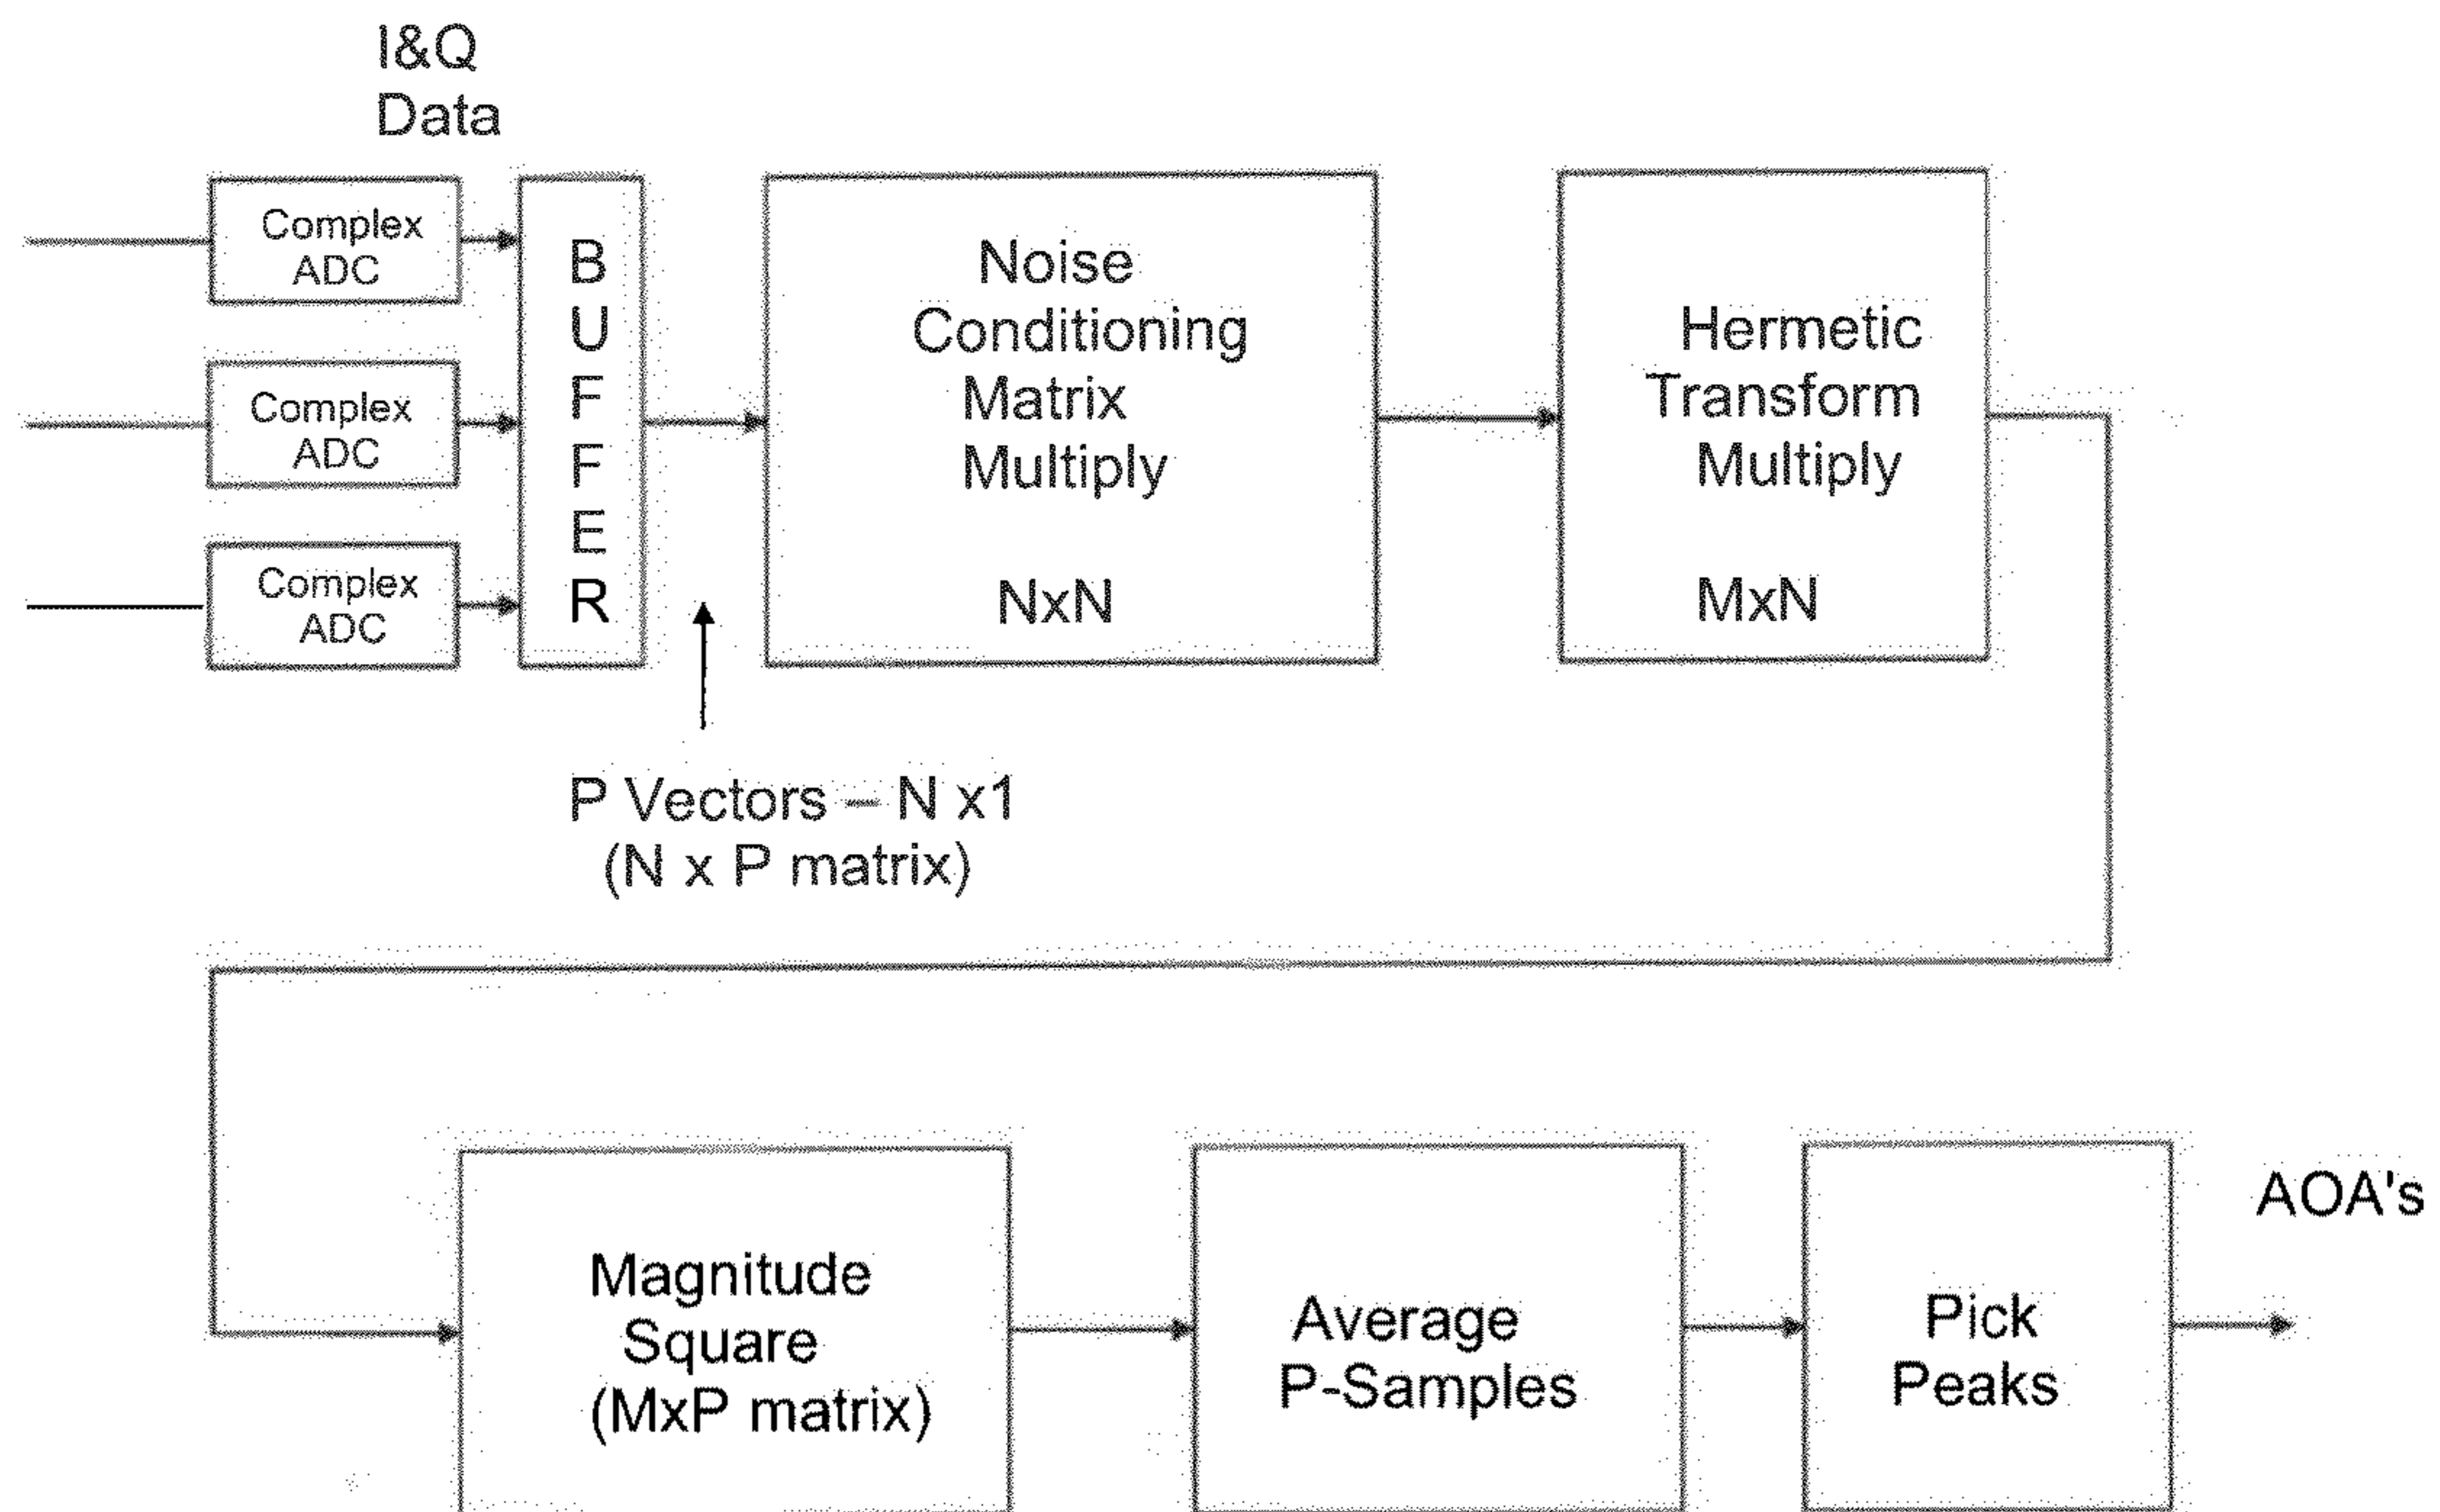 I&Q
Data
Complex
ADC
Complex
ADC
Complex
ADC
B
U
F
F
E
R
Noise
Conditioning
Matrix
Multiply
NxN
Hermetic
Transform
Multiply
MxN
P Vectors – N x1
(N x P matrix)
Magnitude
Square
(MxP matrix)
Average
P-Samples
Pick
Peaks
AOA's